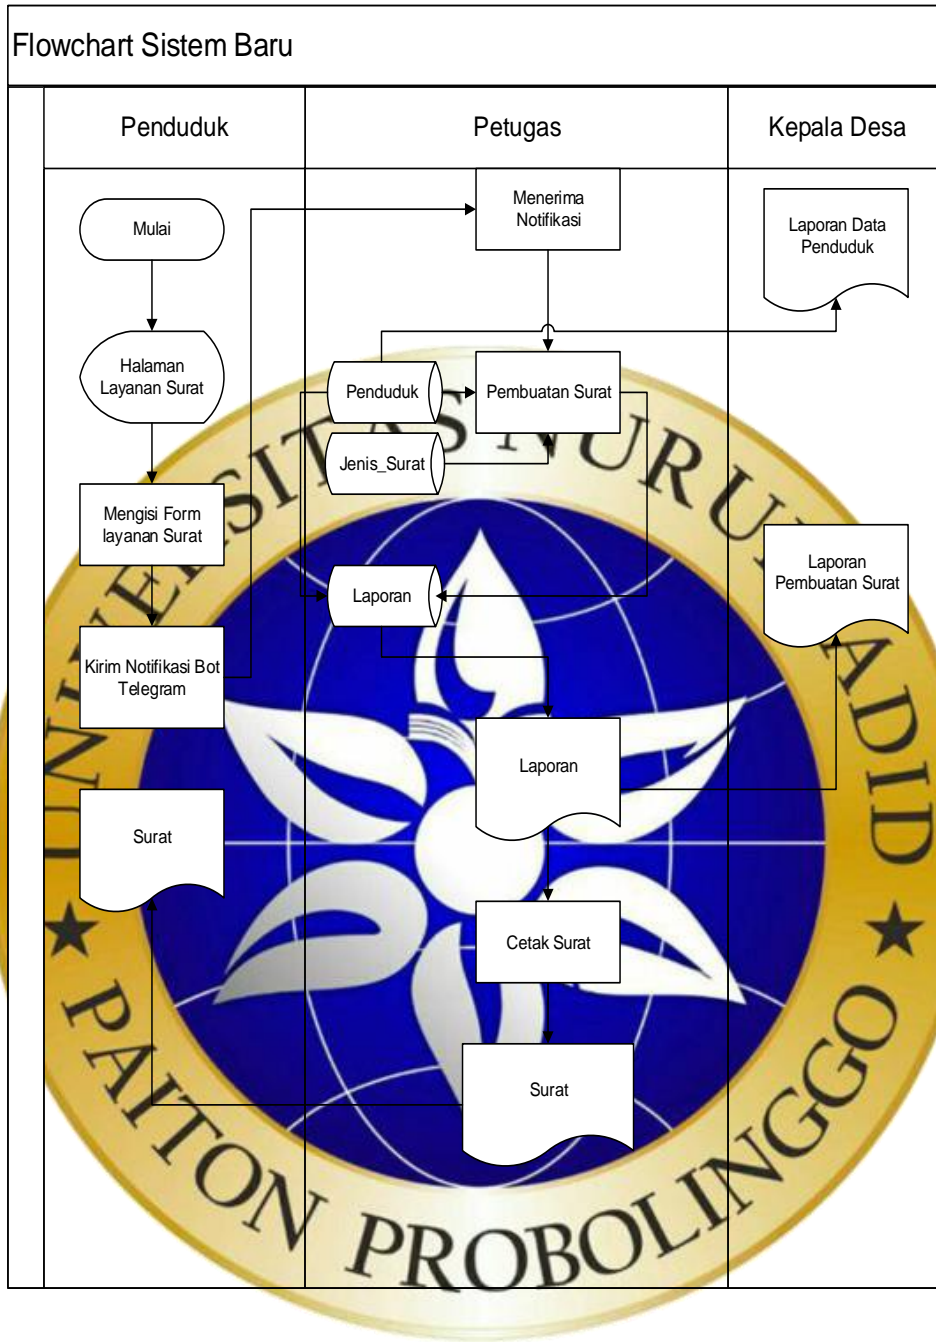 Flowchart Sistem Baru
Penduduk
Petugas
Kepala Desa
Mulai
Halaman
Layanan Surat
Mengisi Form
layanan Surat
Kirim Notifikasi Bot
Telegram
Surat
Menerima
Notifikasi
Penduduk
Pembuatan Surat
Jenis_Surat
Laporan
Laporan
Cetak Surat
Surat
Laporan Data
Penduduk
Laporan
Pembuatan Surat
UNIVERSITAS NURUL JADID
PAITON PROBOLINGGO